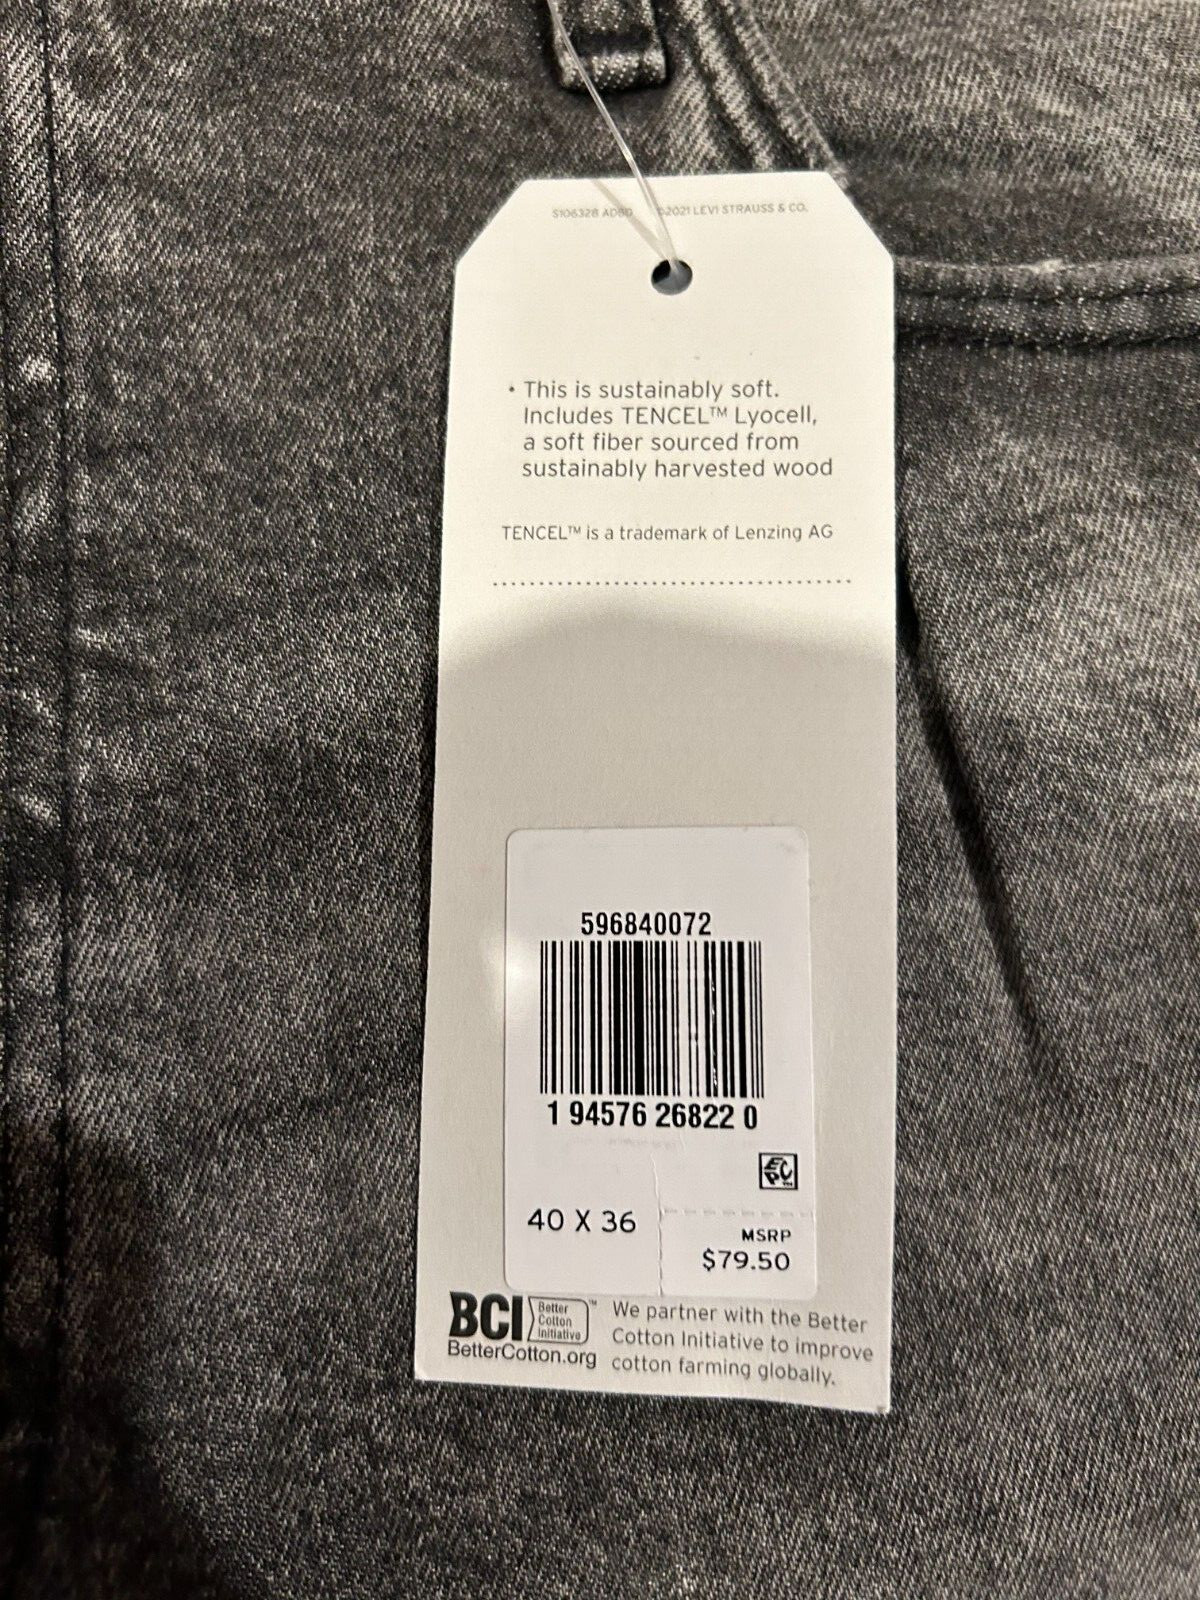 ©2021 LEVI STRAUSS & CO.
• This is sustainably soft.
Includes TENCEL™ Lyocell,
a soft fiber sourced from
sustainably harvested wood
TENCEL™ is a trademark of Lenzing AG
596840072
1 94576 26822 0
EPC
40 X 36
MSRP
$79.50
BCI Better
Cotton
Initiative™
BetterCotton.org
We partner with the Better
Cotton Initiative to improve
cotton farming globally.